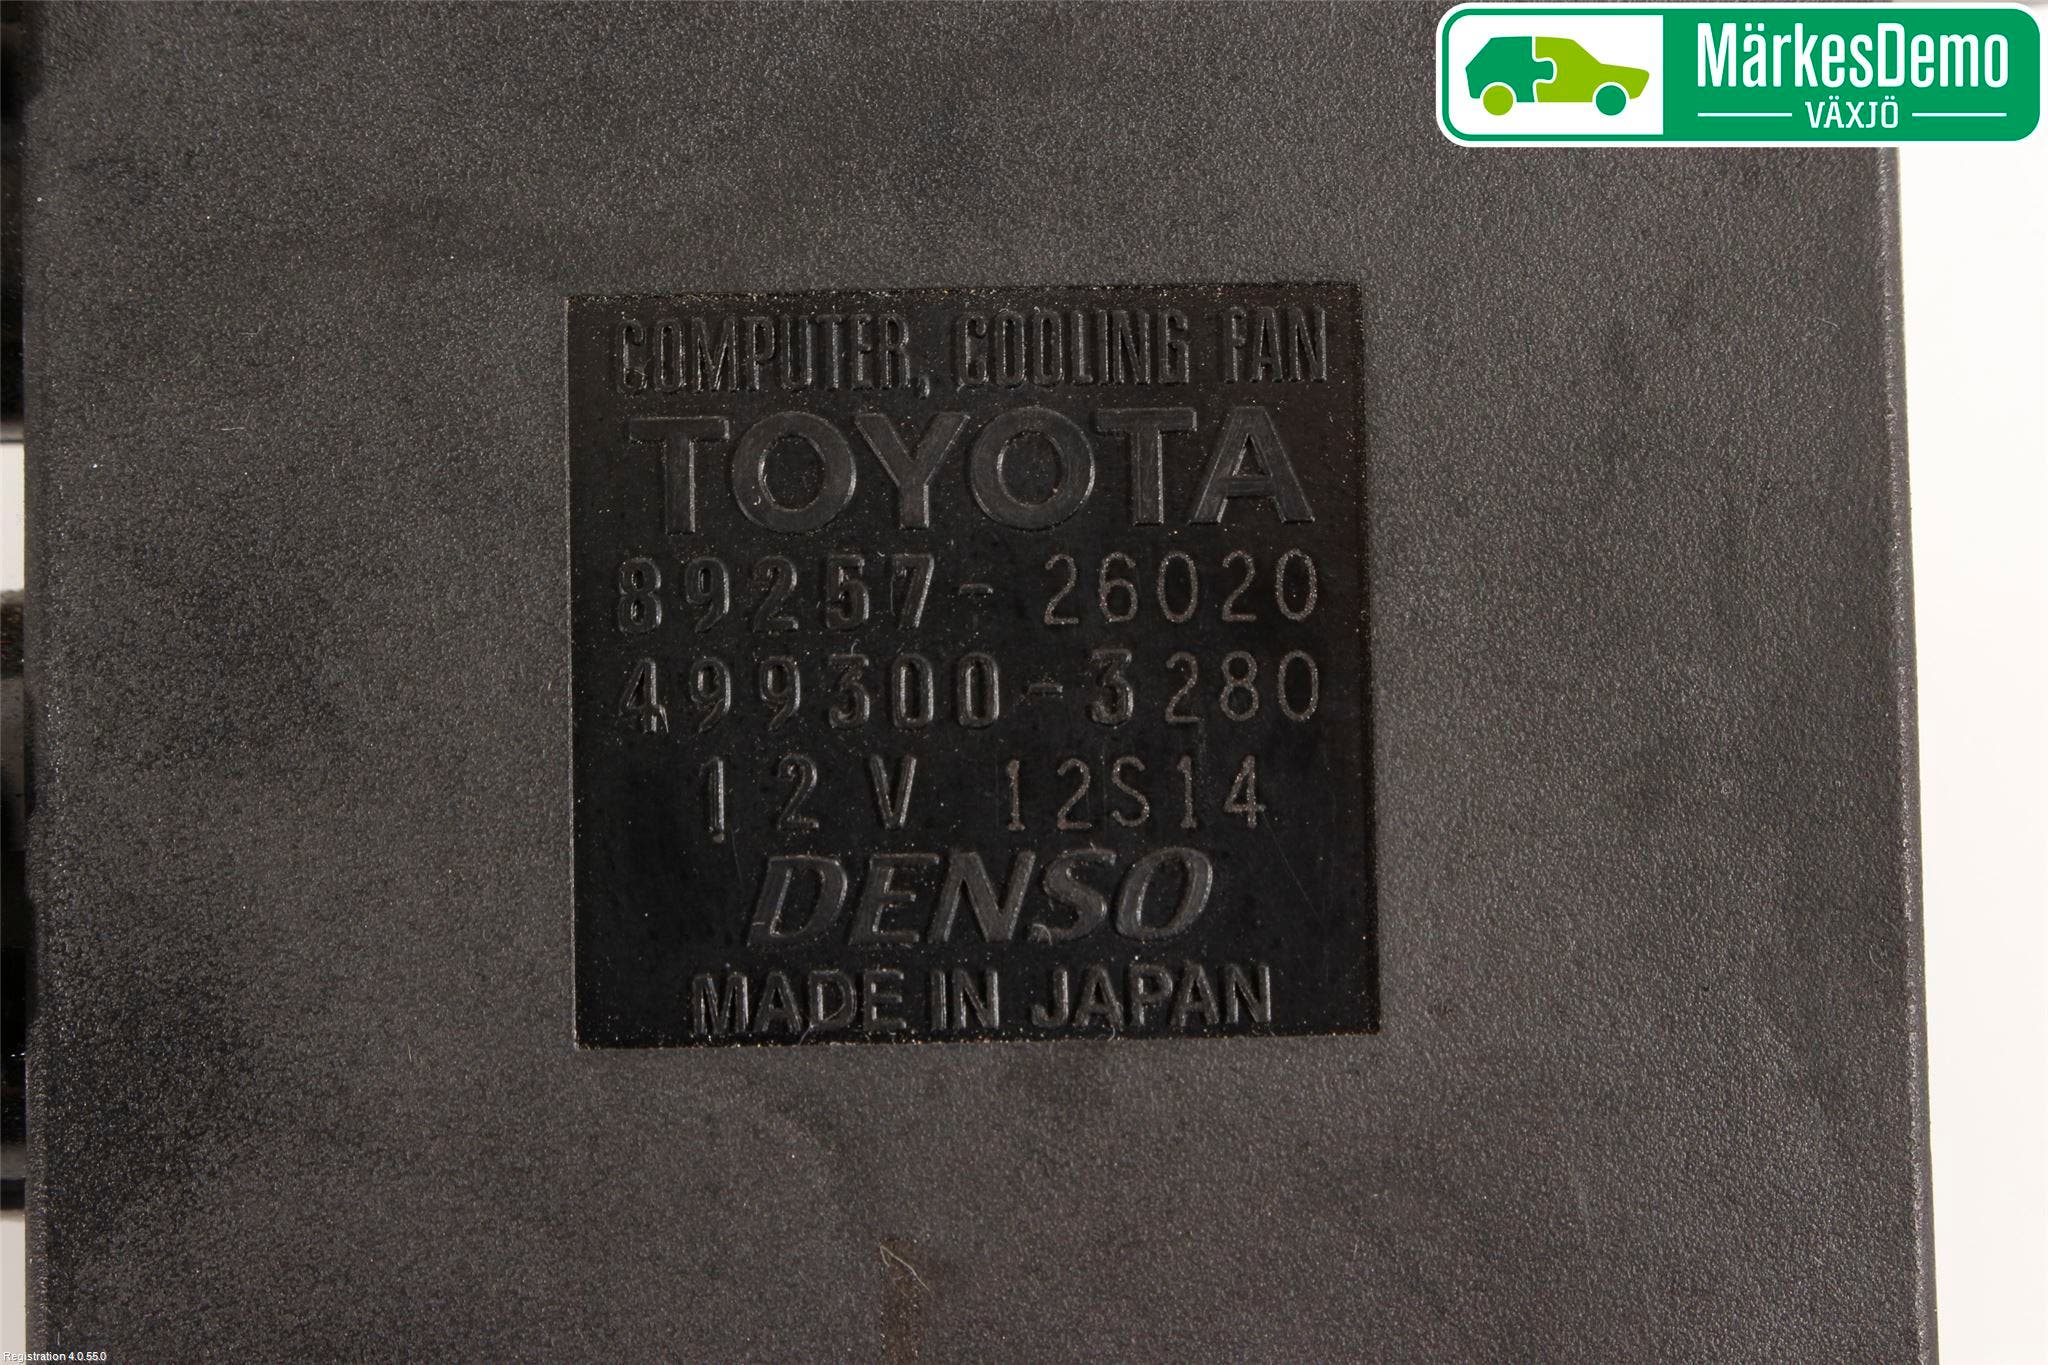 MärkesDemo
VÄXJÖ
COMPUTER, COOLING FAN
TOYOTA
89257-26020
499300-3280
12V 12S14
DENSO
MADE IN JAPAN
Registration 4.0.55.0